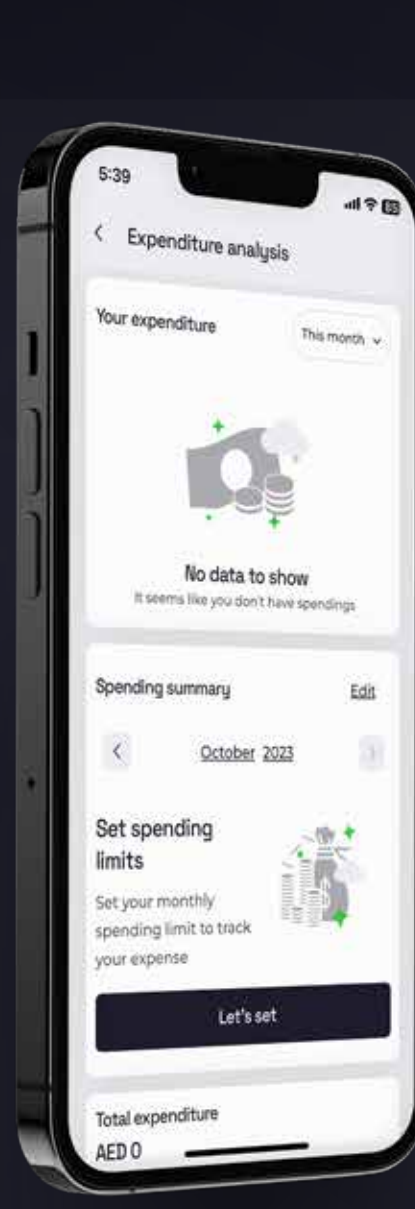 5:39
85
Expenditure analysis
Your expenditure
This month
No data to show
It seems like you don't have spendings
Spending summary
Edit
October 2023
Set spending
limits
Set your monthly
spending limit to track
your expense
Let's set
Total expenditure
AED 0